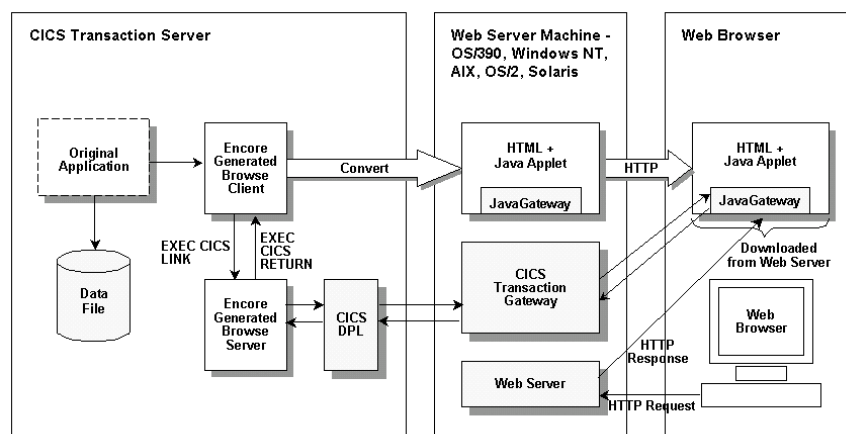 CICS Transaction Server
Web Server Machine -
OS/390, Windows NT,
AIX, OS/2, Solaris
Web Browser
Original
Application
Encore
Generated
Browse
Client
Convert
HTML +
Java Applet
JavaGateway
HTTP
HTML +
Java Applet
JavaGateway
EXEC CICS
LINK
EXEC
CICS
RETURN
Downloaded
from Web Server
Data
File
Encore
Generated
Browse
Server
CICS
DPL
CICS
Transaction
Gateway
Web
Browser
HTTP
Response
Web Server
HTTP Request